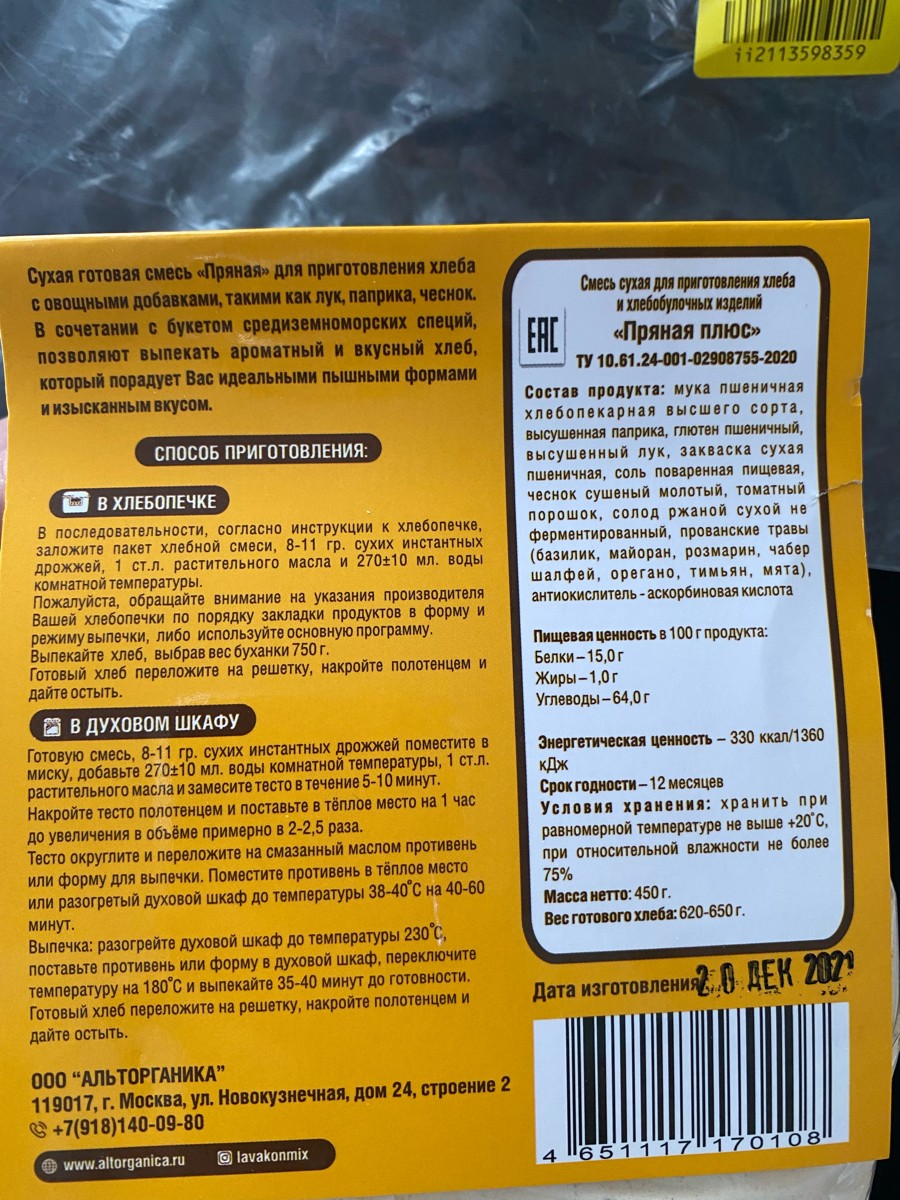 ii2113598359
Сухая готовая смесь «Пряная» для приготовления хлеба
с овощными добавками, такими как лук, паприка, чеснок.
В сочетании с букетом средиземноморских специй,
позволяют выпекать ароматный и вкусный хлеб,
который порадует Вас идеальными пышными формами
и изысканным вкусом.
СПОСОБ ПРИГОТОВЛЕНИЯ:
В ХЛЕБОПЕЧКЕ
В последовательности, согласно инструкции к хлебопечке,
заложите пакет хлебной смеси, 8-11 гр. сухих инстантных
дрожжей, 1 ст.л. растительного масла и 270±10 мл. воды
комнатной температуры.
Пожалуйста, обращайте внимание на указания производителя
Вашей хлебопечки по порядку закладки продуктов в форму и
режиму выпечки, либо используйте основную программу.
Выпекайте хлеб, выбрав вес буханки 750 г.
Готовый хлеб переложите на решетку, накройте полотенцем и
дайте остыть.
В ДУХОВОМ ШКАФУ
Готовую смесь, 8-11 гр. сухих инстантных дрожжей поместите в
миску, добавьте 270±10 мл. воды комнатной температуры, 1 ст.л.
растительного масла и замесите тесто в течение 5-10 минут.
Накройте тесто полотенцем и поставьте в тёплое место на 1 час
до увеличения в объёме примерно в 2-2,5 раза.
Тесто округлите и переложите на смазанный маслом противень
или форму для выпечки. Поместите противень в тёплое место
или разогретый духовой шкаф до температуры 38-40°С на 40-60
минут.
Выпечка: разогрейте духовой шкаф до температуры 230°С,
поставьте противень или форму в духовой шкаф, переключите
температуру на 180°С и выпекайте 35-40 минут до готовности.
Готовый хлеб переложите на решетку, накройте полотенцем и
дайте остыть.
ООО "АЛЬТОРГАНИКА"
119017, г. Москва, ул. Новокузнечная, дом 24, строение 2
+7(918)140-09-80
www.altorganica.ru lavakonmix
Смесь сухая для приготовления хлеба
и хлебобулочных изделий
ЕАС
«Пряная плюс»
ТУ 10.61.24-001-02908755-2020
Состав продукта: мука пшеничная
хлебопекарная высшего сорта,
высушенная паприка, глютен пшеничный,
высушенный лук, закваска сухая
пшеничная, соль поваренная пищевая,
чеснок сушеный молотый, томатный
порошок, солод ржаной сухой не
ферментированный, прованские травы
(базилик, майоран, розмарин, чабер
шалфей, орегано, тимьян, мята),
антиокислитель - аскорбиновая кислота
Пищевая ценность в 100 г продукта:
Белки – 15,0 г
Жиры – 1,0 г
Углеводы – 64,0 г
Энергетическая ценность – 330 ккал/1360
кДж
Срок годности – 12 месяцев
Условия хранения: хранить при
равномерной температуре не выше +20°С,
при относительной влажности не более
75%
Масса нетто: 450 г.
Вес готового хлеба: 620-650 г.
Дата изготовления 20 ДЕК 2021
4 651117 170108